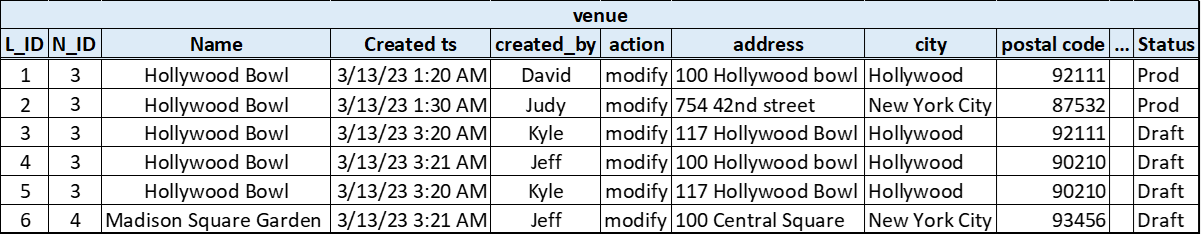 venue
L_ID N_ID Name Created ts created_by action address city postal code ... Status
1 3 Hollywood Bowl 3/13/23 1:20 AM David modify 100 Hollywood bowl Hollywood 92111 Prod
2 3 Hollywood Bowl 3/13/23 1:30 AM Judy modify 754 42nd street New York City 87532 Prod
3 3 Hollywood Bowl 3/13/23 3:20 AM Kyle modify 117 Hollywood Bowl Hollywood 92111 Draft
4 3 Hollywood Bowl 3/13/23 3:21 AM Jeff modify 100 Hollywood bowl Hollywood 90210 Draft
5 3 Hollywood Bowl 3/13/23 3:20 AM Kyle modify 117 Hollywood Bowl Hollywood 90210 Draft
6 4 Madison Square Garden 3/13/23 3:21 AM Jeff modify 100 Central Square New York City 93456 Draft